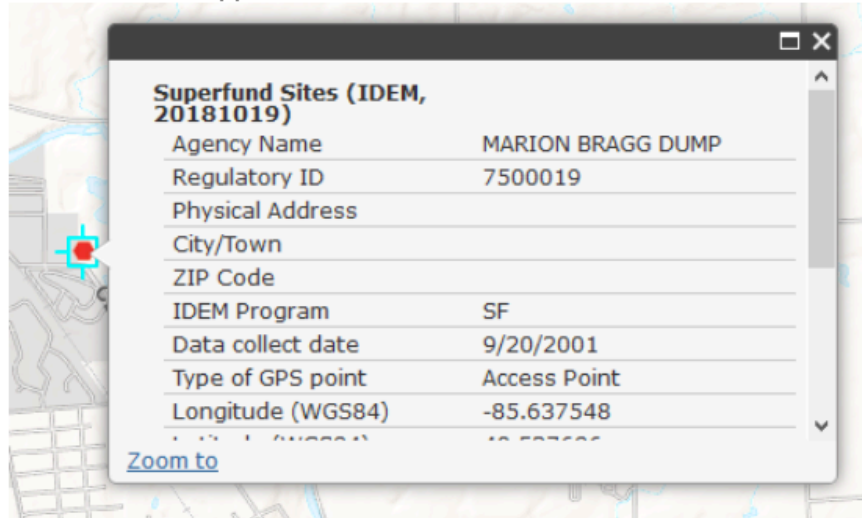 Superfund Sites (IDEM,
20181019)
Agency Name MARION BRAGG DUMP
Regulatory ID 7500019
Physical Address
City/Town
ZIP Code
IDEM Program SF
Data collect date 9/20/2001
Type of GPS point Access Point
Longitude (WGS84) -85.637548
Zoom to